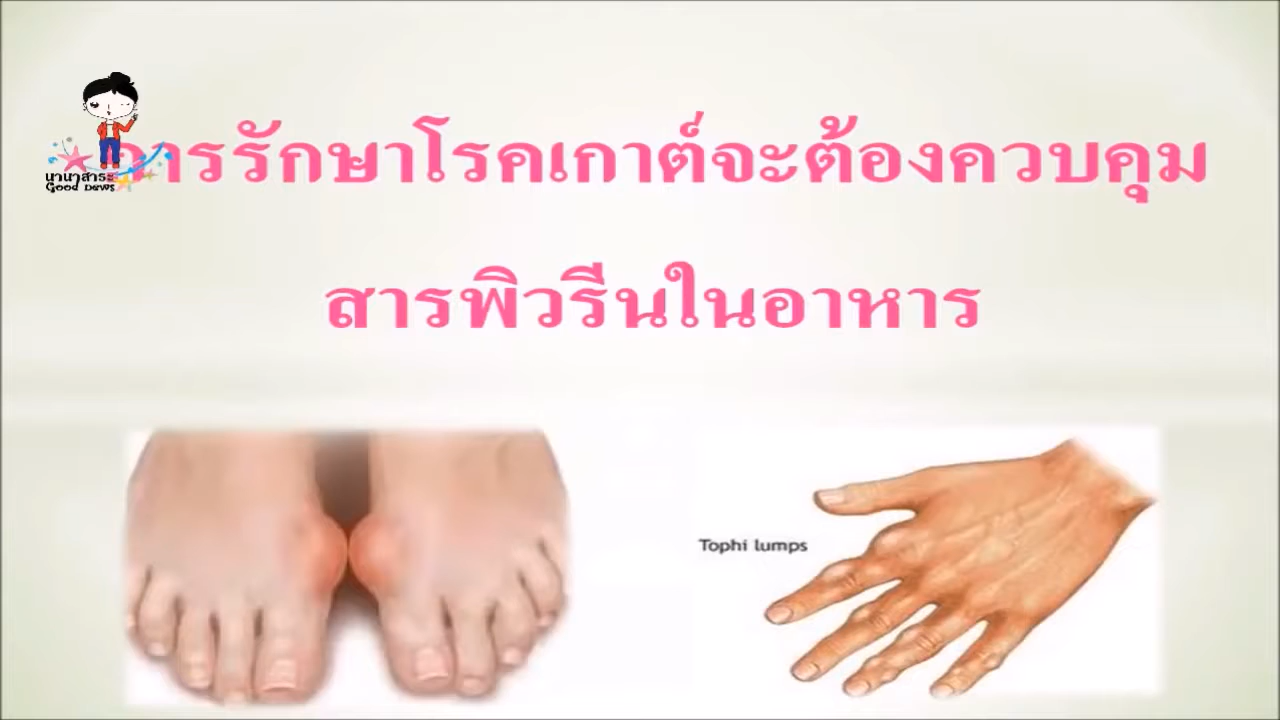 การรักษาโรคเกาต์จะต้องควบคุม
สารพิวรีนในอาหาร
นานาสาระ
Good news
Tophi lumps